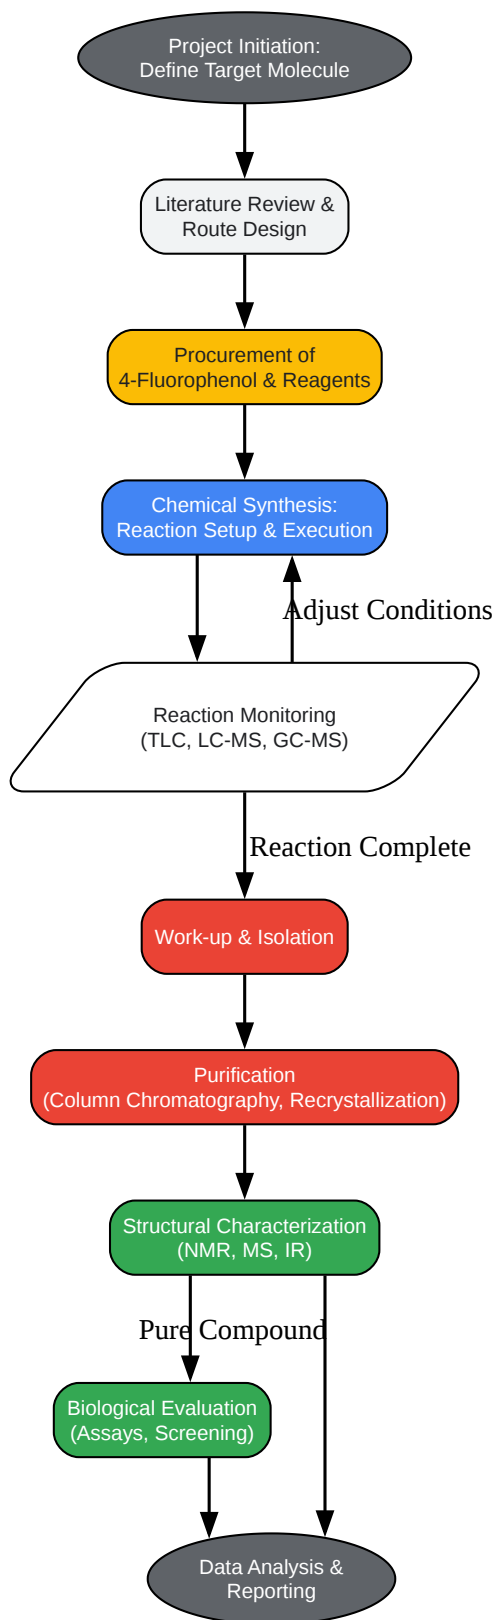 Project Initiation:
Define Target Molecule
Literature Review &
Route Design
Procurement of
4-Fluorophenol & Reagents
Chemical Synthesis:
Reaction Setup & Execution
Adjust Conditions
Reaction Monitoring
(TLC, LC-MS, GC-MS)
Reaction Complete
Work-up & Isolation
Purification
(Column Chromatography, Recrystallization)
Structural Characterization
(NMR, MS, IR)
Pure Compound
Biological Evaluation
(Assays, Screening)
Data Analysis &
Reporting